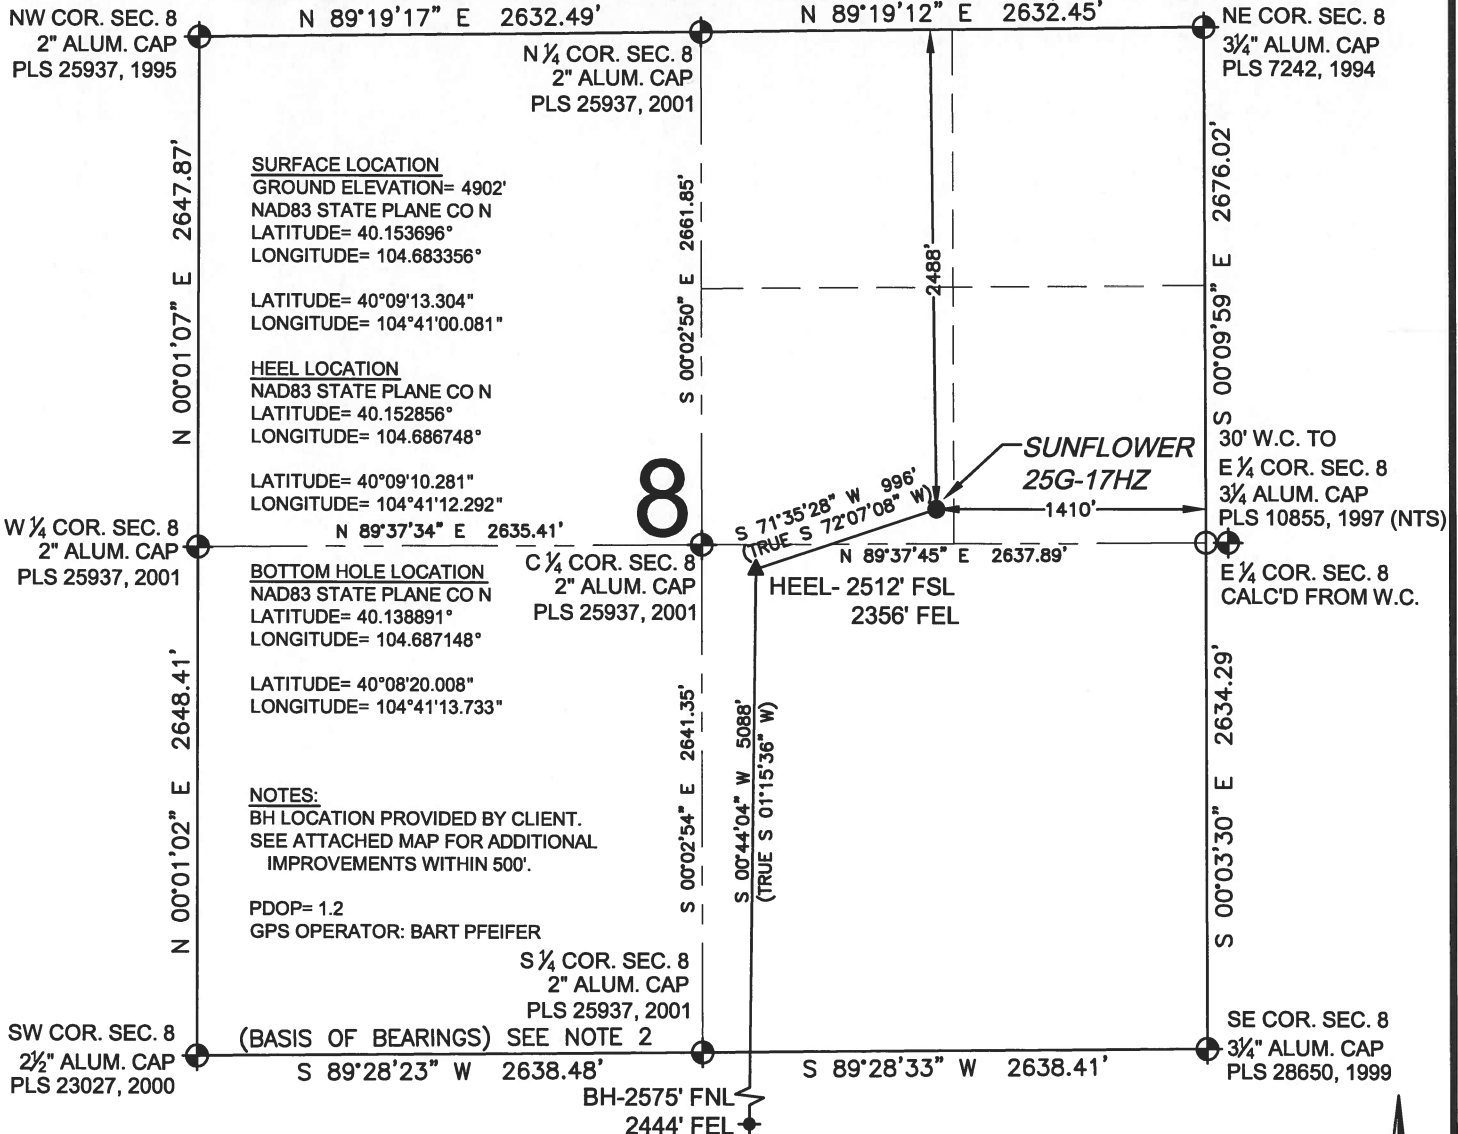 NW COR. SEC. 8
2" ALUM. CAP
PLS 25937, 1995
N 89°19'17" E 2632.49'
N ¼ COR. SEC. 8
2" ALUM. CAP
PLS 25937, 2001
N 89°19'12" E 2632.45'
NE COR. SEC. 8
3¼" ALUM. CAP
PLS 7242, 1994
N 00°01'07" E 2647.87'
SURFACE LOCATION
GROUND ELEVATION= 4902'
NAD83 STATE PLANE CO N
LATITUDE= 40.153696°
LONGITUDE= 104.683356°
LATITUDE= 40°09'13.304"
LONGITUDE= 104°41'00.081"
HEEL LOCATION
NAD83 STATE PLANE CO N
LATITUDE= 40.152856°
LONGITUDE= 104.686748°
LATITUDE= 40°09'10.281"
LONGITUDE= 104°41'12.292"
S 00°02'50" E 2661.85'
2488'
S 00°09'59" E 2676.02'
8
SUNFLOWER
25G-17HZ
1410'
S 71°35'28" W 996'
(TRUE S 72°07'08" W)
30' W.C. TO
E ¼ COR. SEC. 8
3¼ ALUM. CAP
PLS 10855, 1997 (NTS)
W ¼ COR. SEC. 8
2" ALUM. CAP
PLS 25937, 2001
N 89°37'34" E 2635.41'
C ¼ COR. SEC. 8
2" ALUM. CAP
PLS 25937, 2001
N 89°37'45" E 2637.89'
HEEL- 2512' FSL
2356' FEL
E ¼ COR. SEC. 8
CALC'D FROM W.C.
BOTTOM HOLE LOCATION
NAD83 STATE PLANE CO N
LATITUDE= 40.138891°
LONGITUDE= 104.687148°
LATITUDE= 40°08'20.008"
LONGITUDE= 104°41'13.733"
N 00°01'02" E 2648.41'
S 00°02'54" E 2641.35'
S 00°44'04" W 5088'
(TRUE S 01°15'36" W)
S 00°03'30" E 2634.29'
NOTES:
BH LOCATION PROVIDED BY CLIENT.
SEE ATTACHED MAP FOR ADDITIONAL
IMPROVEMENTS WITHIN 500'.
PDOP= 1.2
GPS OPERATOR: BART PFEIFER
S ¼ COR. SEC. 8
2" ALUM. CAP
PLS 25937, 2001
SW COR. SEC. 8
2½" ALUM. CAP
PLS 23027, 2000
(BASIS OF BEARINGS) SEE NOTE 2
S 89°28'23" W 2638.48'
S 89°28'33" W 2638.41'
SE COR. SEC. 8
3¼" ALUM. CAP
PLS 28650, 1999
BH-2575' FNL
2444' FEL